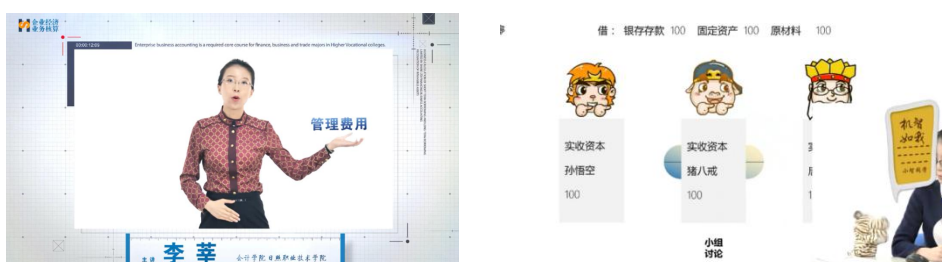 企业经济
业务核算
Enterprise business accounting is a required core course for finance, business and trade majors in Higher Vocational colleges.
管理费用
主讲 李莘
会计学院日照职业技术学院
借： 银存存款 100 固定资产 100 原材料 100
实收资本
孙悟空
100
实收资本
猪八戒
100
小组
讨论
机智
如我